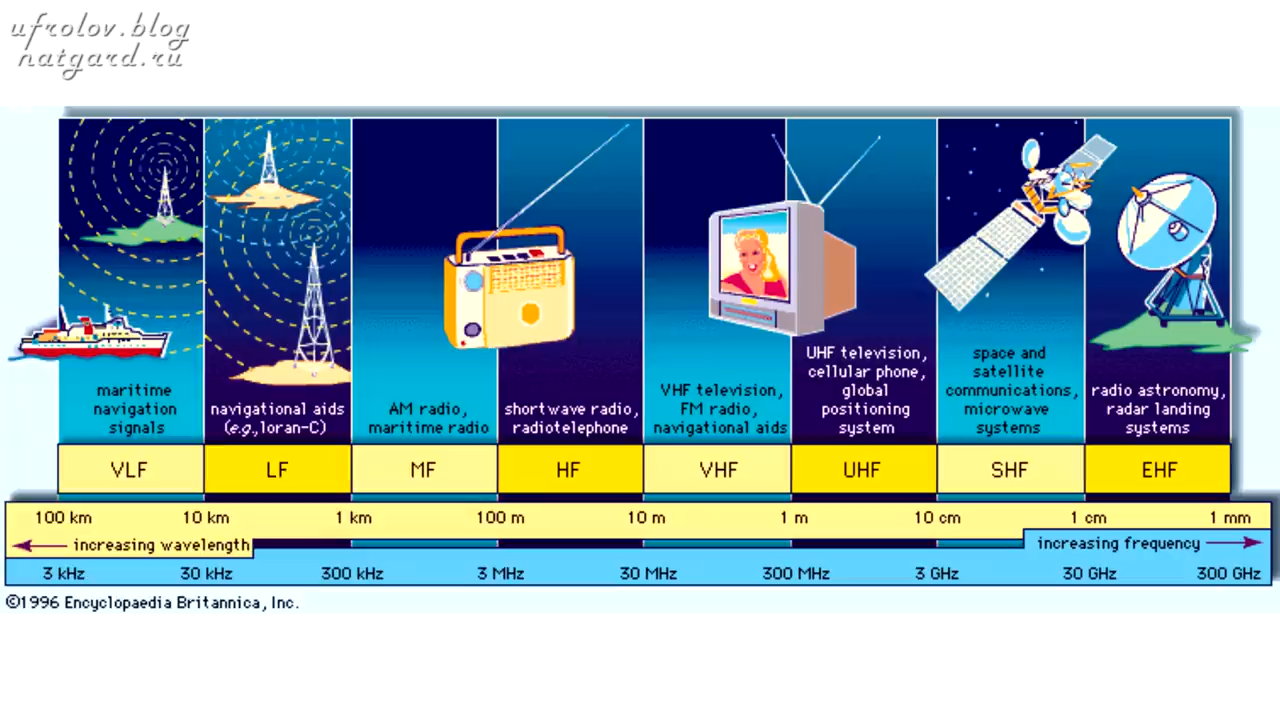 ufrolov.blog
natgard.ru
maritime
navigation
signals
navigational aids
(e.g., loran-C)
AM radio,
maritime radio
shortwave radio,
radiotelephone
VHF television,
FM radio,
navigational aids
UHF television,
cellular phone,
global
positioning
system
space and
satellite
communications,
microwave
systems
radio astronomy,
radar landing
systems
VLF LF MF HF VHF UHF SHF EHF
100 km 10 km 1 km 100 m 10 m 1 m 10 cm 1 cm 1 mm
increasing wavelength increasing frequency
3 kHz 30 kHz 300 kHz 3 MHz 30 MHz 300 MHz 3 GHz 30 GHz 300 GHz
©1996 Encyclopaedia Britannica, Inc.